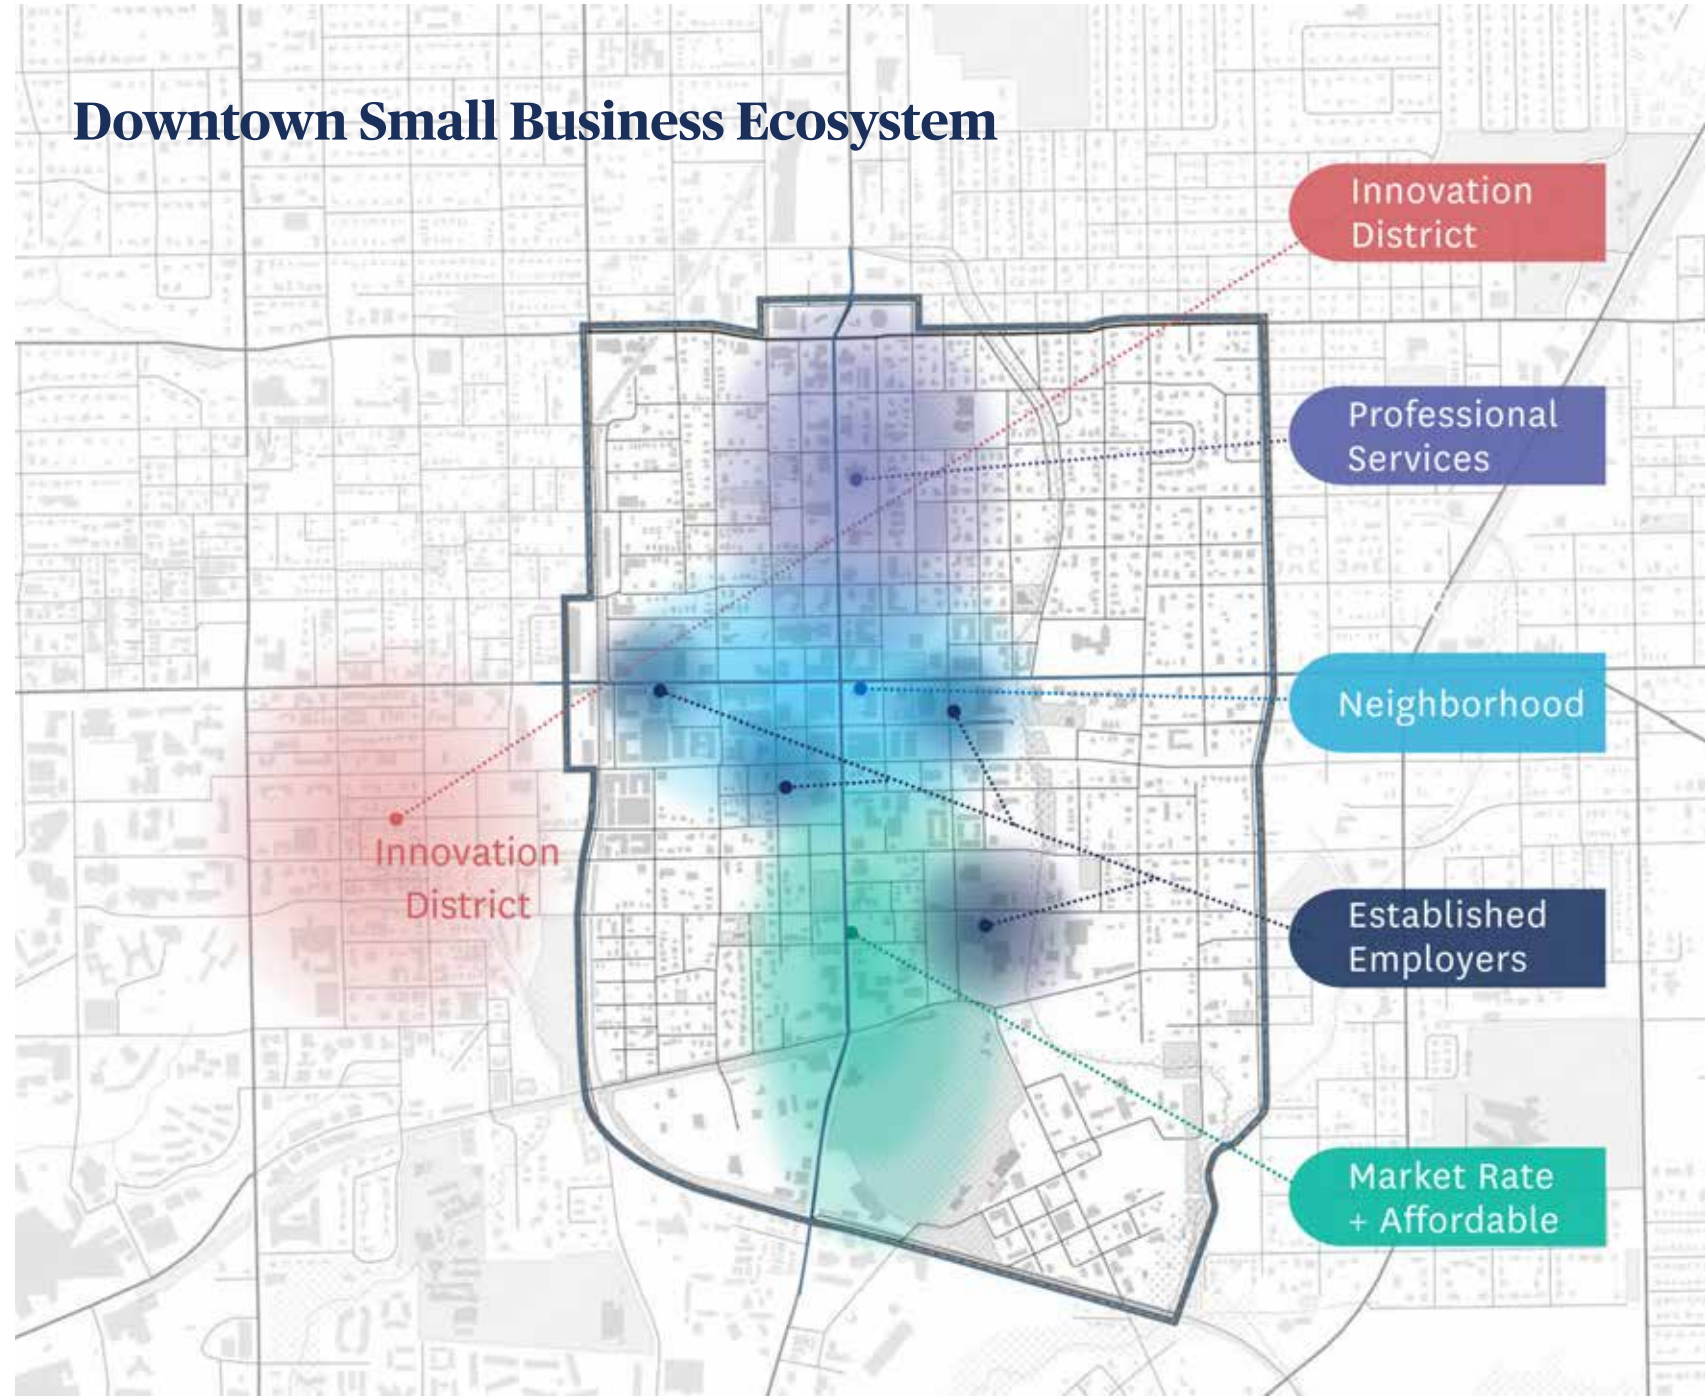 Downtown Small Business Ecosystem
Innovation
District
Professional
Services
Neighborhood
Innovation
District
Established
Employers
Market Rate
+ Affordable